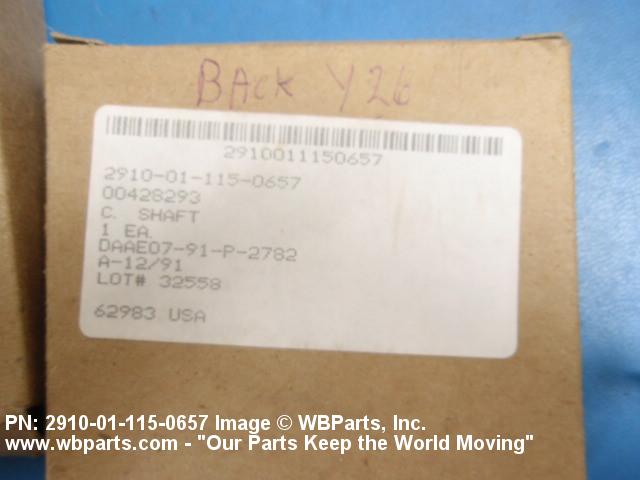 BACK Y26
2910011150657
2910-01-115-0657
00428293
C. SHAFT
1 EA.
DAAE07-91-P-2782
A-12/91
LOT# 32558
62983 USA
PN: 2910-01-115-0657 Image © WBParts, Inc.
www.wbparts.com - "Our Parts Keep the World Moving"